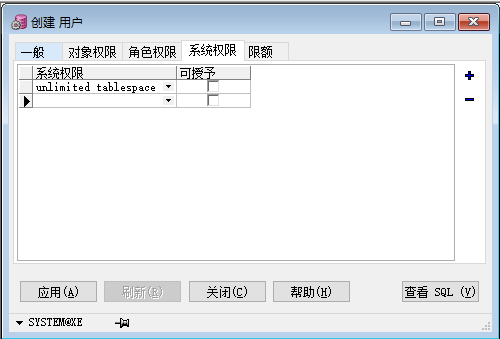 创建 用户
一般 对象权限 角色权限 系统权限 限额
系统权限 可授予
unlimited tablespace
应用(A) 刷新(R) 关闭(C) 帮助(H) 查看 SQL (V)
SYSTEM@XE